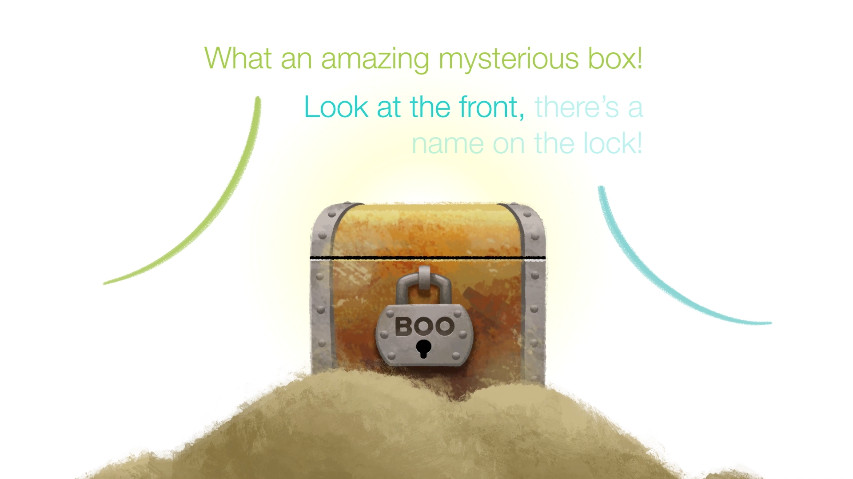 What an amazing mysterious box!
Look at the front, there's a
name on the lock!
BOO